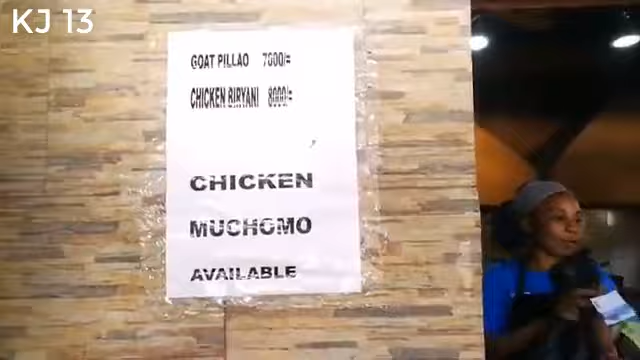 KJ 13
GOAT PILLAO 7000/=
CHICKEN BIRYANI 8000/=
CHICKEN
MUCHOMO
AVAILABLE